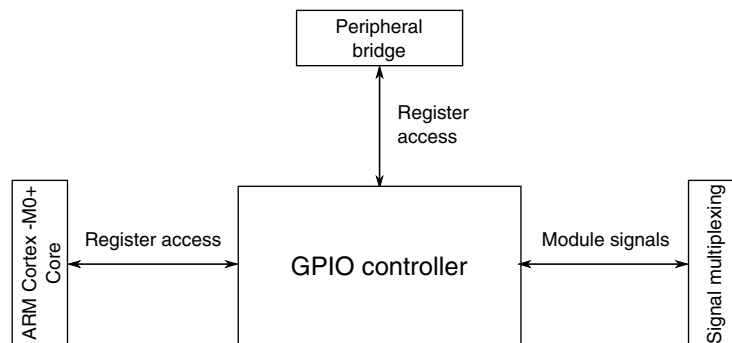 Peripheral
bridge
Register
access
ARM Cortex -M0+
Core
Register access
GPIO controller
Module signals
Signal multiplexing